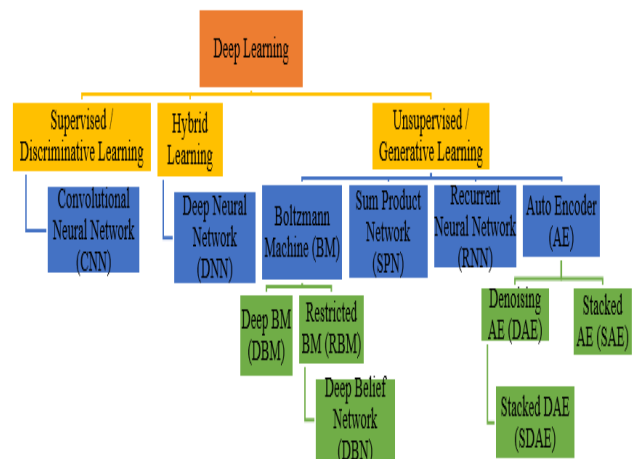 Deep Learning
Supervised /
Discriminative Learning
Hybrid
Learning
Unsupervised /
Generative Learning
Convolutional
Neural Network
(CNN)
Deep Neural
Network
(DNN)
Boltzmann
Machine (BM)
Sum Product
Network
(SPN)
Recurrent
Neural Network
(RNN)
Auto Encoder
(AE)
Deep BM
(DBM)
Restricted
BM (RBM)
Denoising
AE (DAE)
Stacked
AE (SAE)
Deep Belief
Network
(DBN)
Stacked DAE
(SDAE)